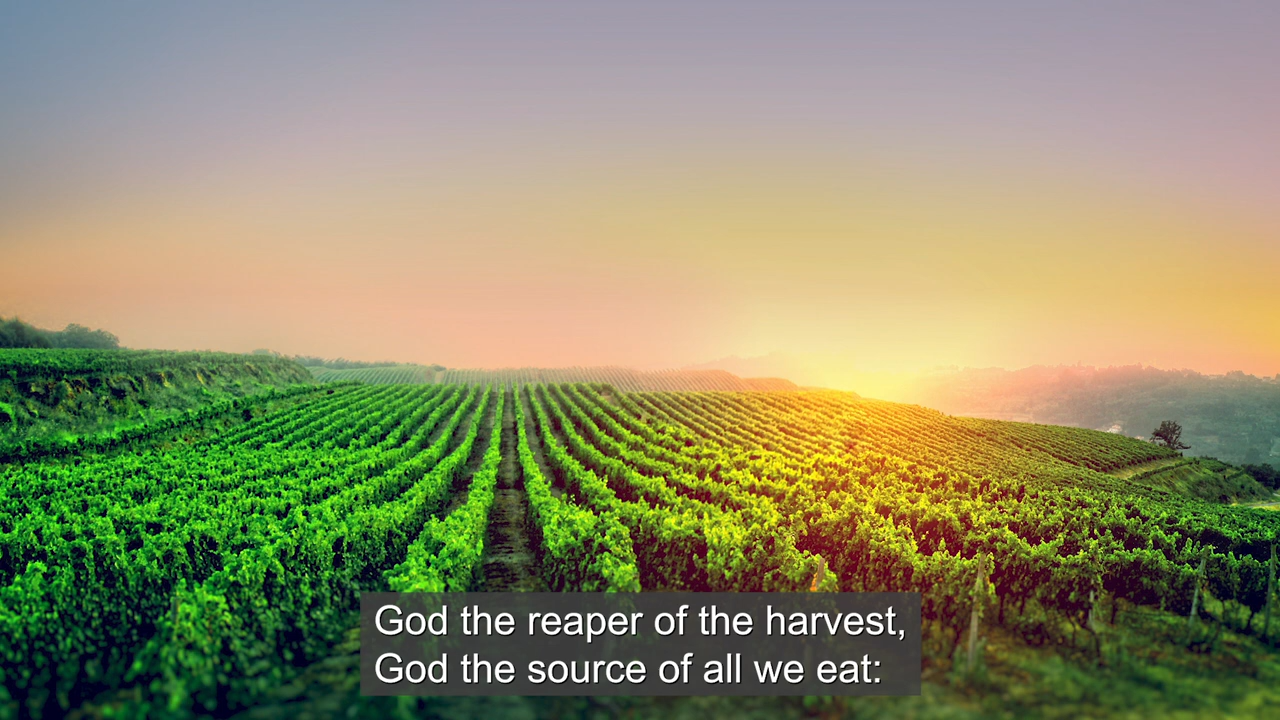 God the reaper of the harvest,
God the source of all we eat: